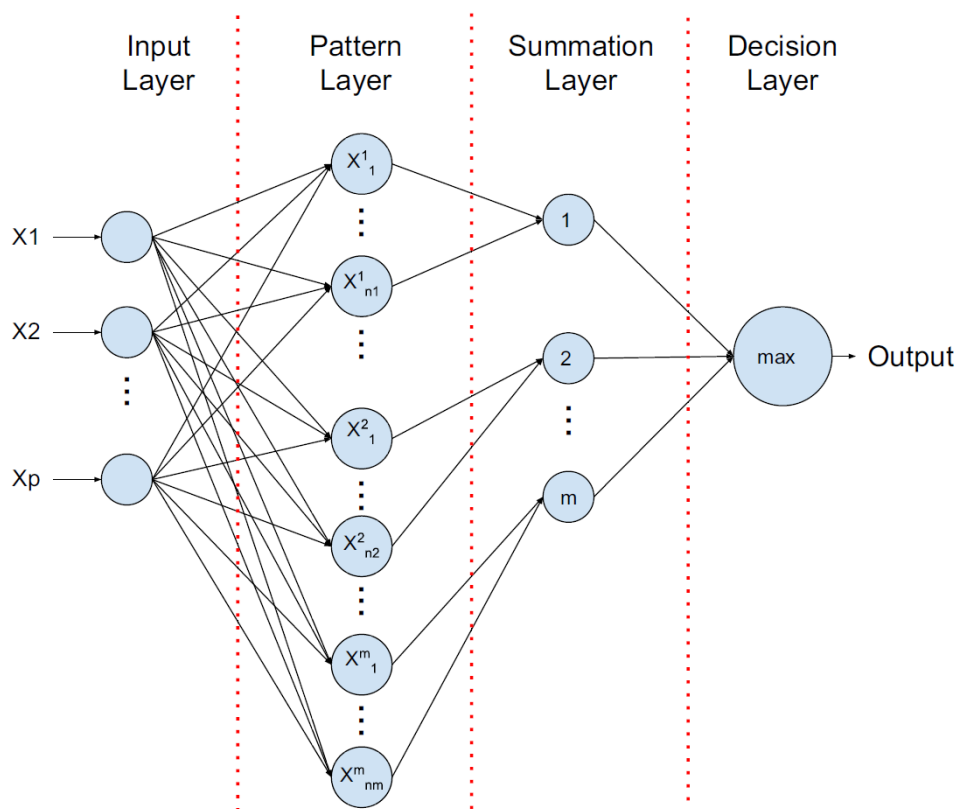 Input
Layer
Pattern
Layer
Summation
Layer
Decision
Layer
X1
X2
Xp
X¹₁
X¹ₙ₁
X²₁
X²ₙ₂
Xᵐ₁
Xᵐₙₘ
1
2
m
max
Output